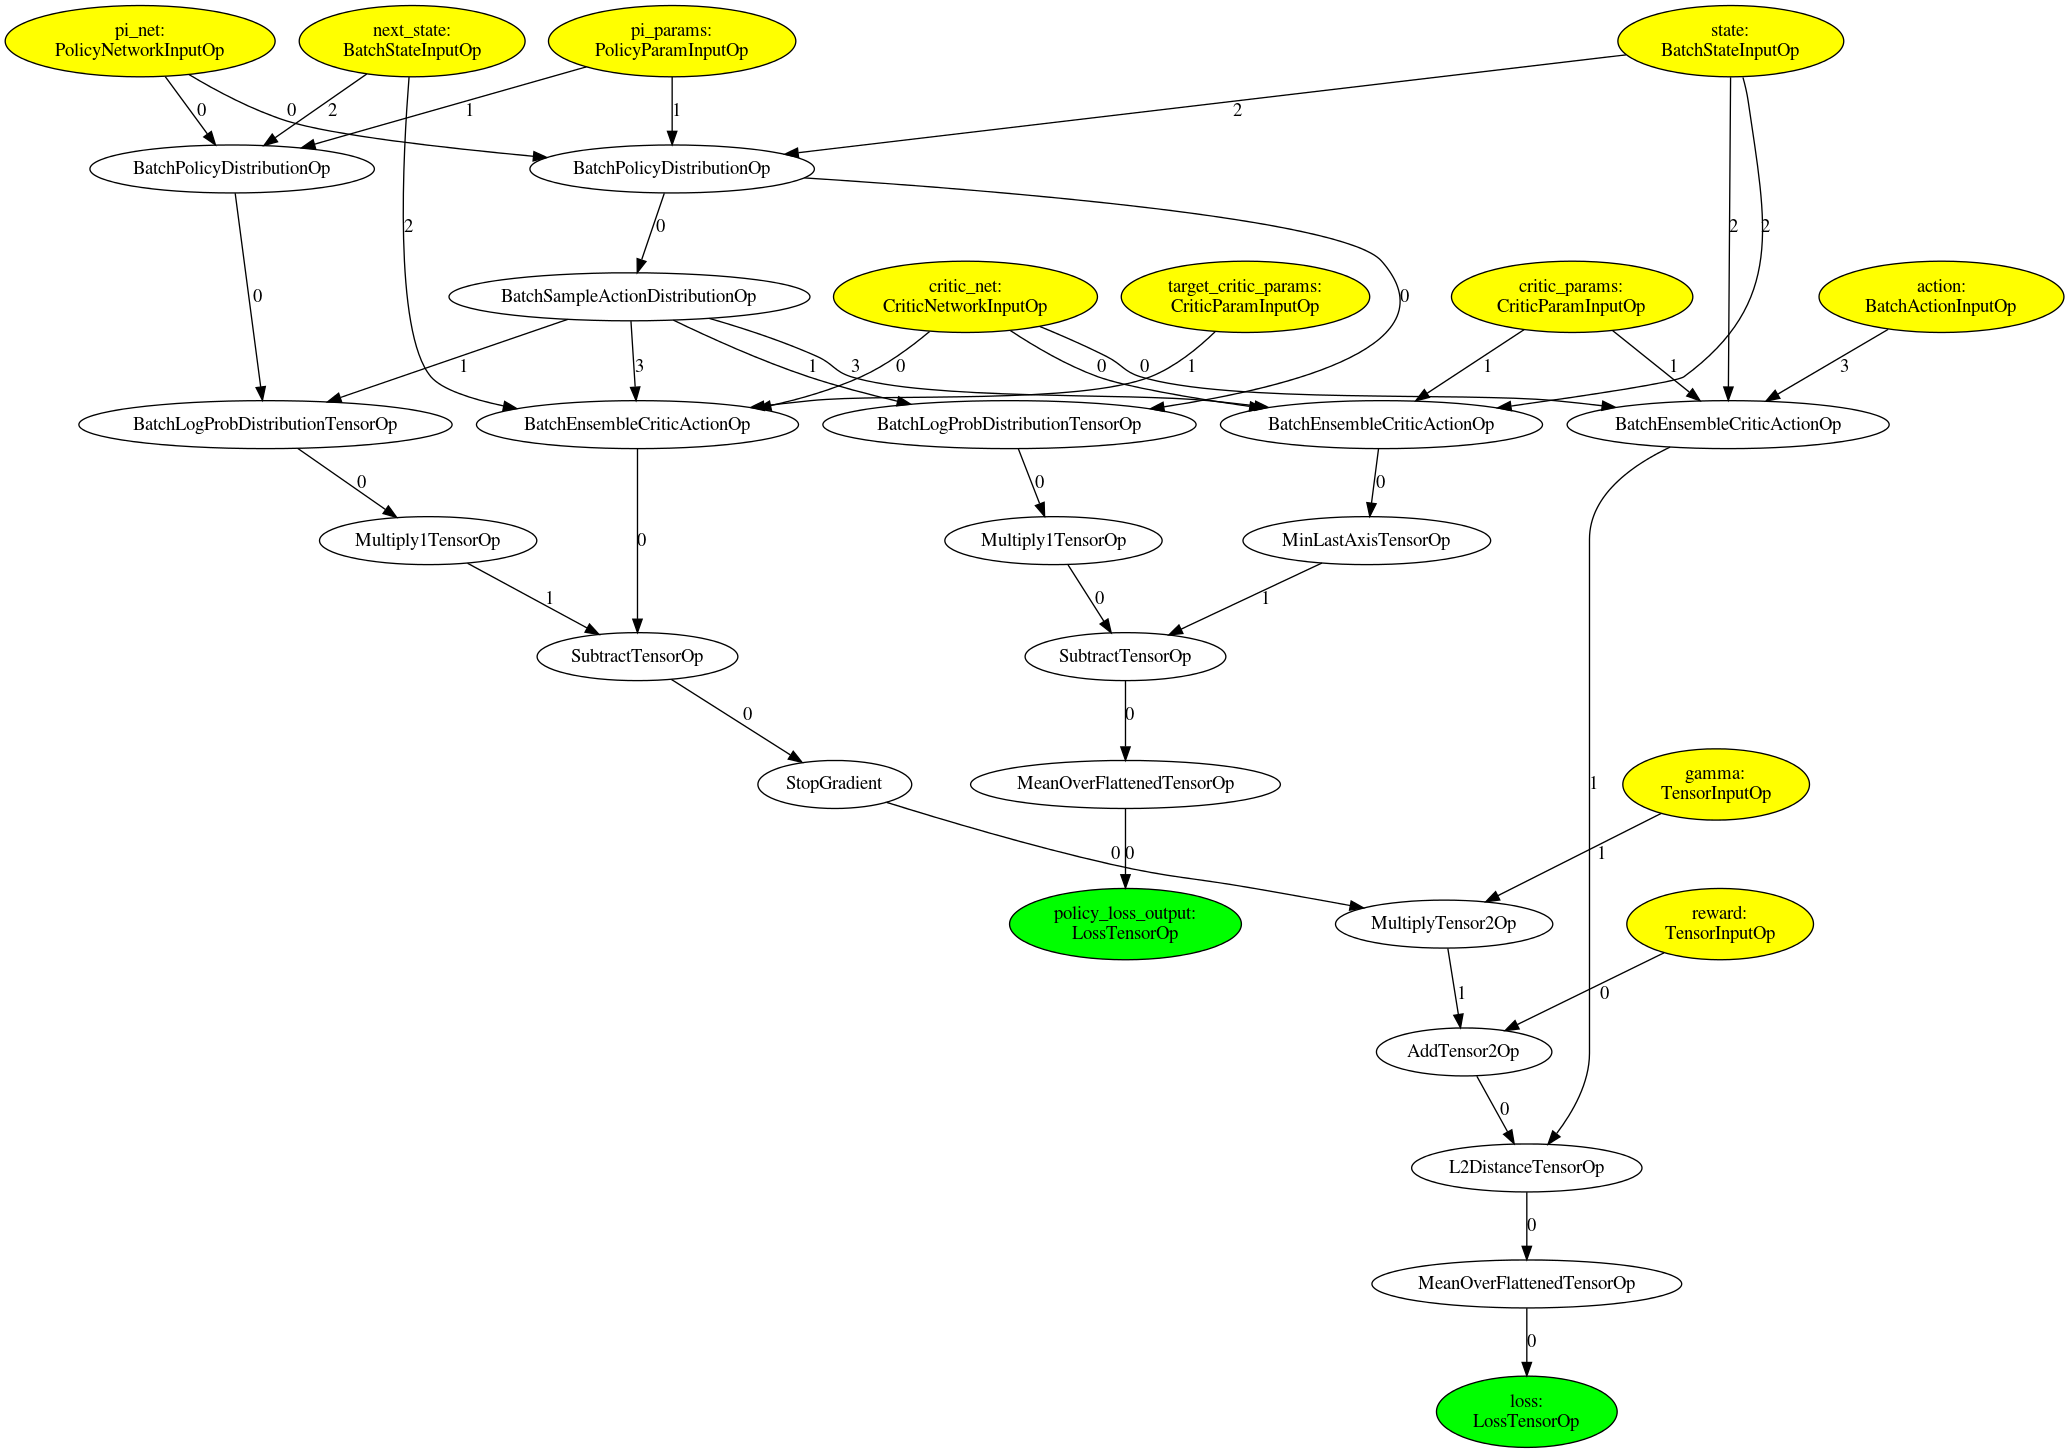 pi_net:
PolicyNetworkInputOp
next_state:
BatchStateInputOp
pi_params:
PolicyParamInputOp
state:
BatchStateInputOp
0
0
2
1
1
2
BatchPolicyDistributionOp
BatchPolicyDistributionOp
2
0
2
2
0
0
BatchSampleActionDistributionOp
critic_net:
CriticNetworkInputOp
target_critic_params:
CriticParamInputOp
critic_params:
CriticParamInputOp
action:
BatchActionInputOp
1
3
1
3
0
0
0
1
1
1
3
BatchLogProbDistributionTensorOp
BatchEnsembleCriticActionOp
BatchLogProbDistributionTensorOp
BatchEnsembleCriticActionOp
BatchEnsembleCriticActionOp
0
0
0
Multiply1TensorOp
0
Multiply1TensorOp
MinLastAxisTensorOp
1
0
1
SubtractTensorOp
SubtractTensorOp
0
0
StopGradient
MeanOverFlattenedTensorOp
1
gamma:
TensorInputOp
0
0
1
policy_loss_output:
LossTensorOp
MultiplyTensor2Op
reward:
TensorInputOp
1
0
AddTensor2Op
0
L2DistanceTensorOp
0
MeanOverFlattenedTensorOp
0
loss:
LossTensorOp